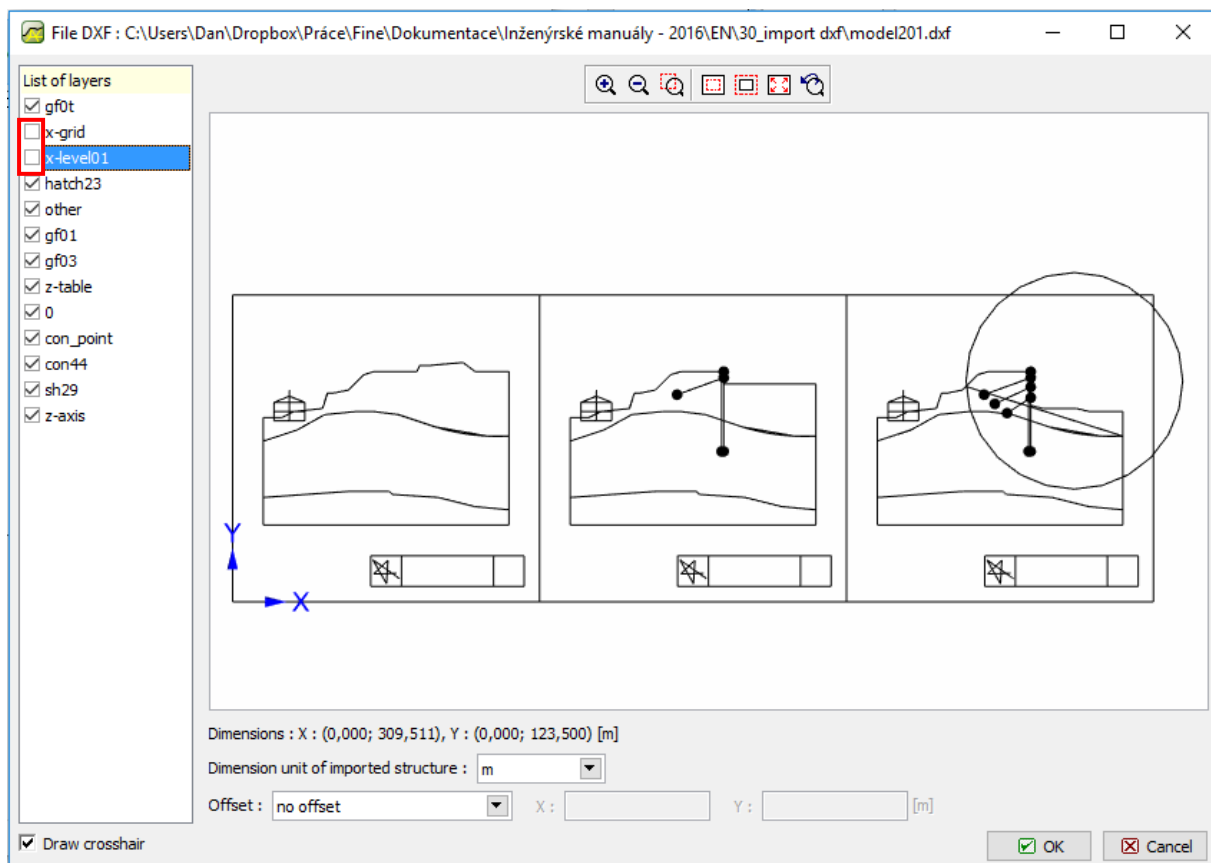 File DXF : C:\Users\Dan\Dropbox\Práce\Fine\Dokumentace\Inženýrské manuály - 2016\EN\30_import dxf\model201.dxf
List of layers
gf0t
x-grid
x-level01
hatch23
other
gf01
gf03
z-table
0
con_point
con44
sh29
z-axis
Y
X
Dimensions : X : (0,000; 309,511), Y : (0,000; 123,500) [m]
Dimension unit of imported structure : m
Offset : no offset X : Y : [m]
Draw crosshair
OK Cancel